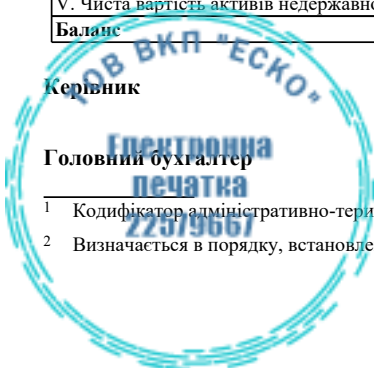 V. Чиста вартість активів недержавно
Баланс
ТОВ ВКП "ЕСКО"
Керівник
Електронна
Головний бухгалтер
печатка
1 Кодифікатор адміністративно-тери
22579667
2 Визначається в порядку, встановле